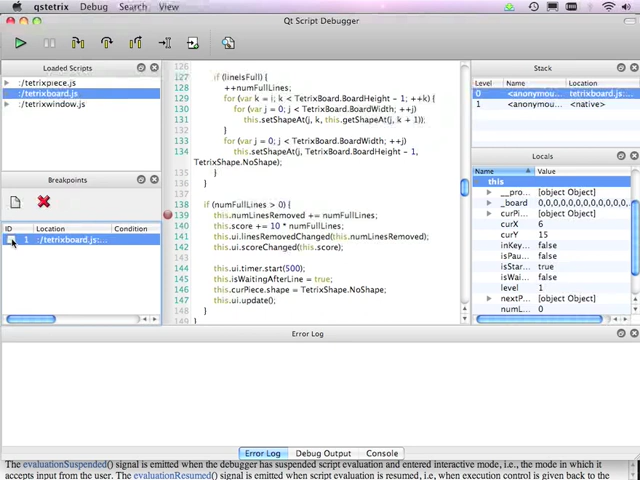 qstetrix Debug Search View
Qt Script Debugger
Loaded Scripts
:/tetrixpiece.js
:/tetrixboard.js
:/tetrixwindow.js
Breakpoints
ID Location Condition
1 :/tetrixboard.js:...
126
127 if (lineIsFull) {
128 ++numFullLines;
129 for (var k = i; k < TetrixBoard.BoardHeight - 1; ++k) {
130 for (var j = 0; j < TetrixBoard.BoardWidth; ++j)
131 this.setShapeAt(j, k, this.getShapeAt(j, k + 1));
132 }
133 for (var j = 0; j < TetrixBoard.BoardWidth; ++j)
134 this.setShapeAt(j, TetrixBoard.BoardHeight - 1,
TetrixShape.NoShape);
135 }
136 }
137
138 if (numFullLines > 0) {
139 this.numLinesRemoved += numFullLines;
140 this.score += 10 * numFullLines;
141 this.ui.linesRemovedChanged(this.numLinesRemoved);
142 this.ui.scoreChanged(this.score);
143
144 this.ui.timer.start(500);
145 this.isWaitingAfterLine = true;
146 this.curPiece.shape = TetrixShape.NoShape;
147 this.ui.update();
148 }
149
Stack
Level Name Location
0 <anonymou... tetrixboard.js:...
1 <anonymou... <native>
Locals
Name Value
this
__pro... [object Object]
_board 0,0,0,0,0,0,0,0,0,...
curPi... [object Object]
curX 6
curY 15
inKey... false
isPau... false
isStar... true
isWai... false
level 1
nextP... [object Object]
numL... 0
Error Log
Error Log Debug Output Console
The evaluationSuspended() signal is emitted when the debugger has suspended script evaluation and entered interactive mode, i.e., the mode in which it
accepts input from the user. The evaluationResumed() signal is emitted when script evaluation is resumed, i.e., when execution control is given back to the